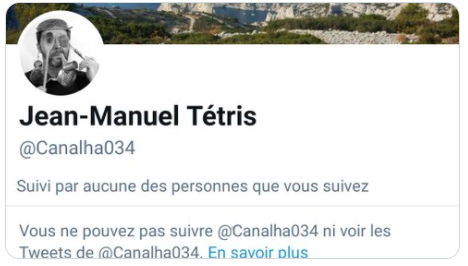 Jean-Manuel Tétris
@Canalha034
Suivi par aucune des personnes que vous suivez
Vous ne pouvez pas suivre @Canalha034 ni voir les
Tweets de @Canalha034. En savoir plus